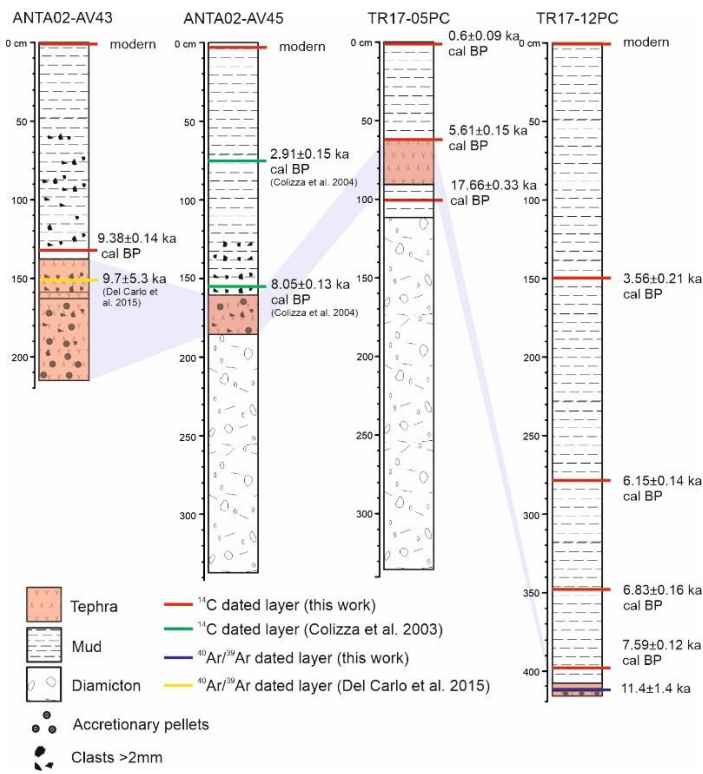 ANTA02-AV43
0 cm
modern
50
100
9.38±0.14 ka
cal BP
150
9.7±5.3 ka
(Del Carlo et
al. 2015)
200
ANTA02-AV45
0 cm
modern
50
2.91±0.15 ka
cal BP
(Colizza et al. 2004)
100
150
8.05±0.13 ka
cal BP
(Colizza et al. 2004)
200
250
300
TR17-05PC
0 cm
0.6±0.09 ka
cal BP
50
5.61±0.15 ka
cal BP
17.66±0.33 ka
100
cal BP
150
200
250
300
TR17-12PC
0 cm
modern
50
100
150
3.56±0.21 ka
cal BP
200
250
6.15±0.14 ka
cal BP
300
350
6.83±0.16 ka
cal BP
7.59±0.12 ka
cal BP
400
11.4±1.4 ka
Tephra
Mud
Diamicton
Accretionary pellets
Clasts >2mm
¹⁴C dated layer (this work)
¹⁴C dated layer (Colizza et al. 2003)
⁴⁰Ar/³⁹Ar dated layer (this work)
⁴⁰Ar/³⁹Ar dated layer (Del Carlo et al. 2015)